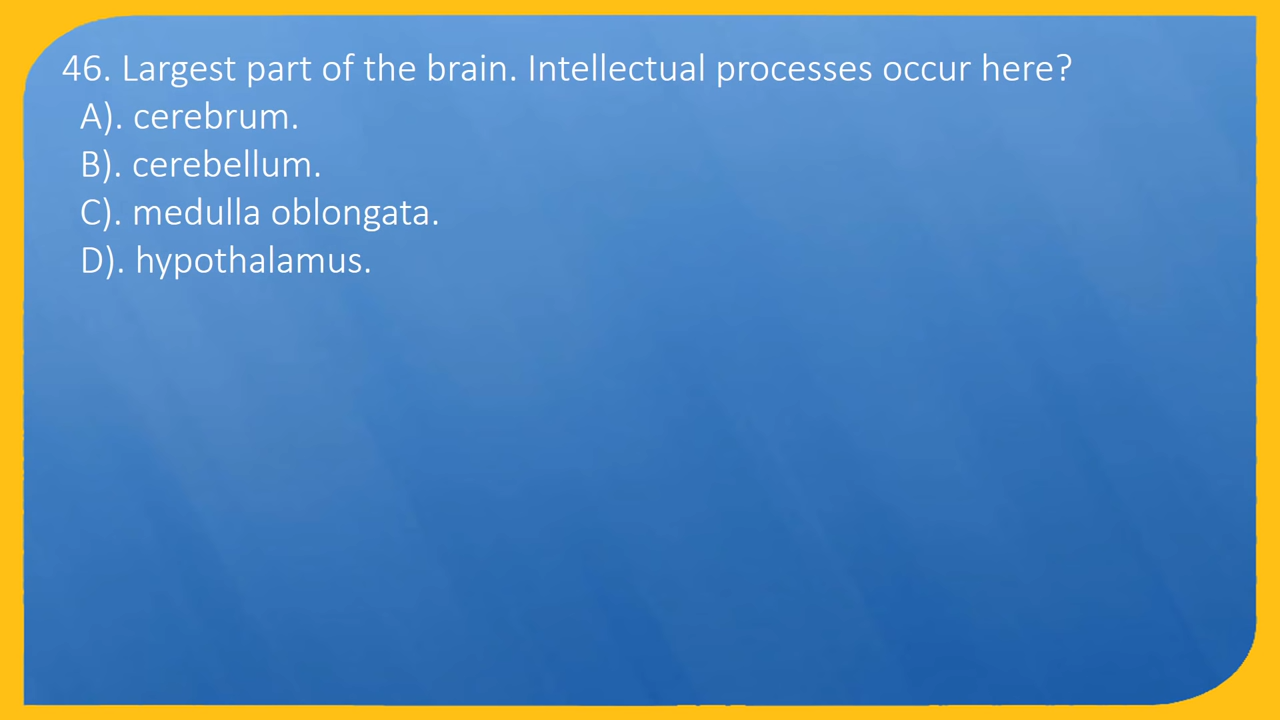 46. Largest part of the brain. Intellectual processes occur here?
A). cerebrum.
B). cerebellum.
C). medulla oblongata.
D). hypothalamus.